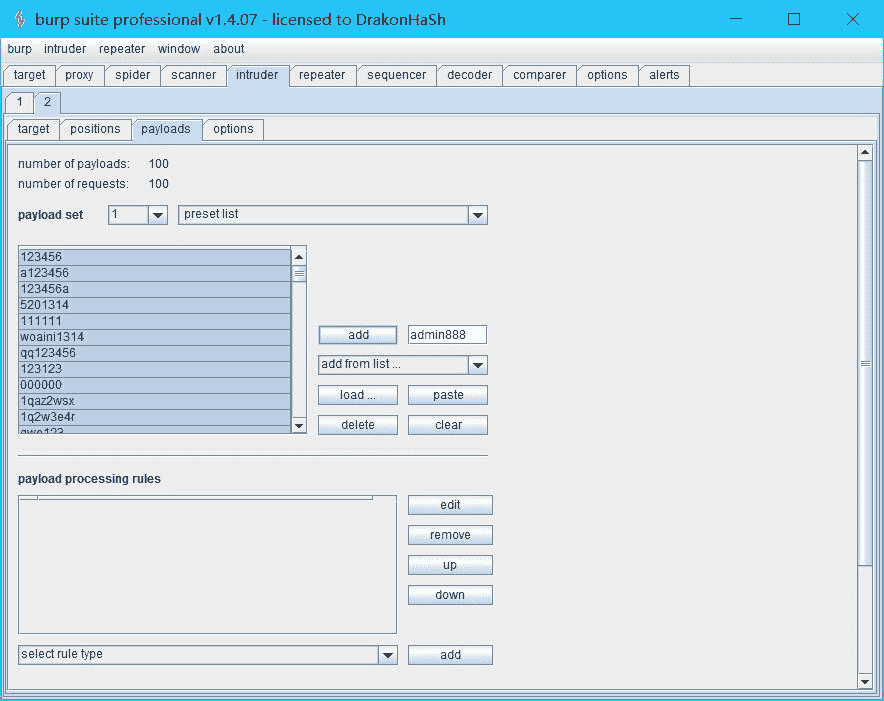 burp suite professional v1.4.07 - licensed to DrakonHaSh
burp intruder repeater window about
target proxy spider scanner intruder repeater sequencer decoder comparer options alerts
1 2
target positions payloads options
number of payloads: 100
number of requests: 100
payload set 1 preset list
123456
a123456
123456a
5201314
111111
woaini1314
qq123456
123123
000000
1qaz2wsx
1q2w3e4r
qwe123
add admin888
add from list ...
load ... paste
delete clear
payload processing rules
edit
remove
up
down
select rule type add